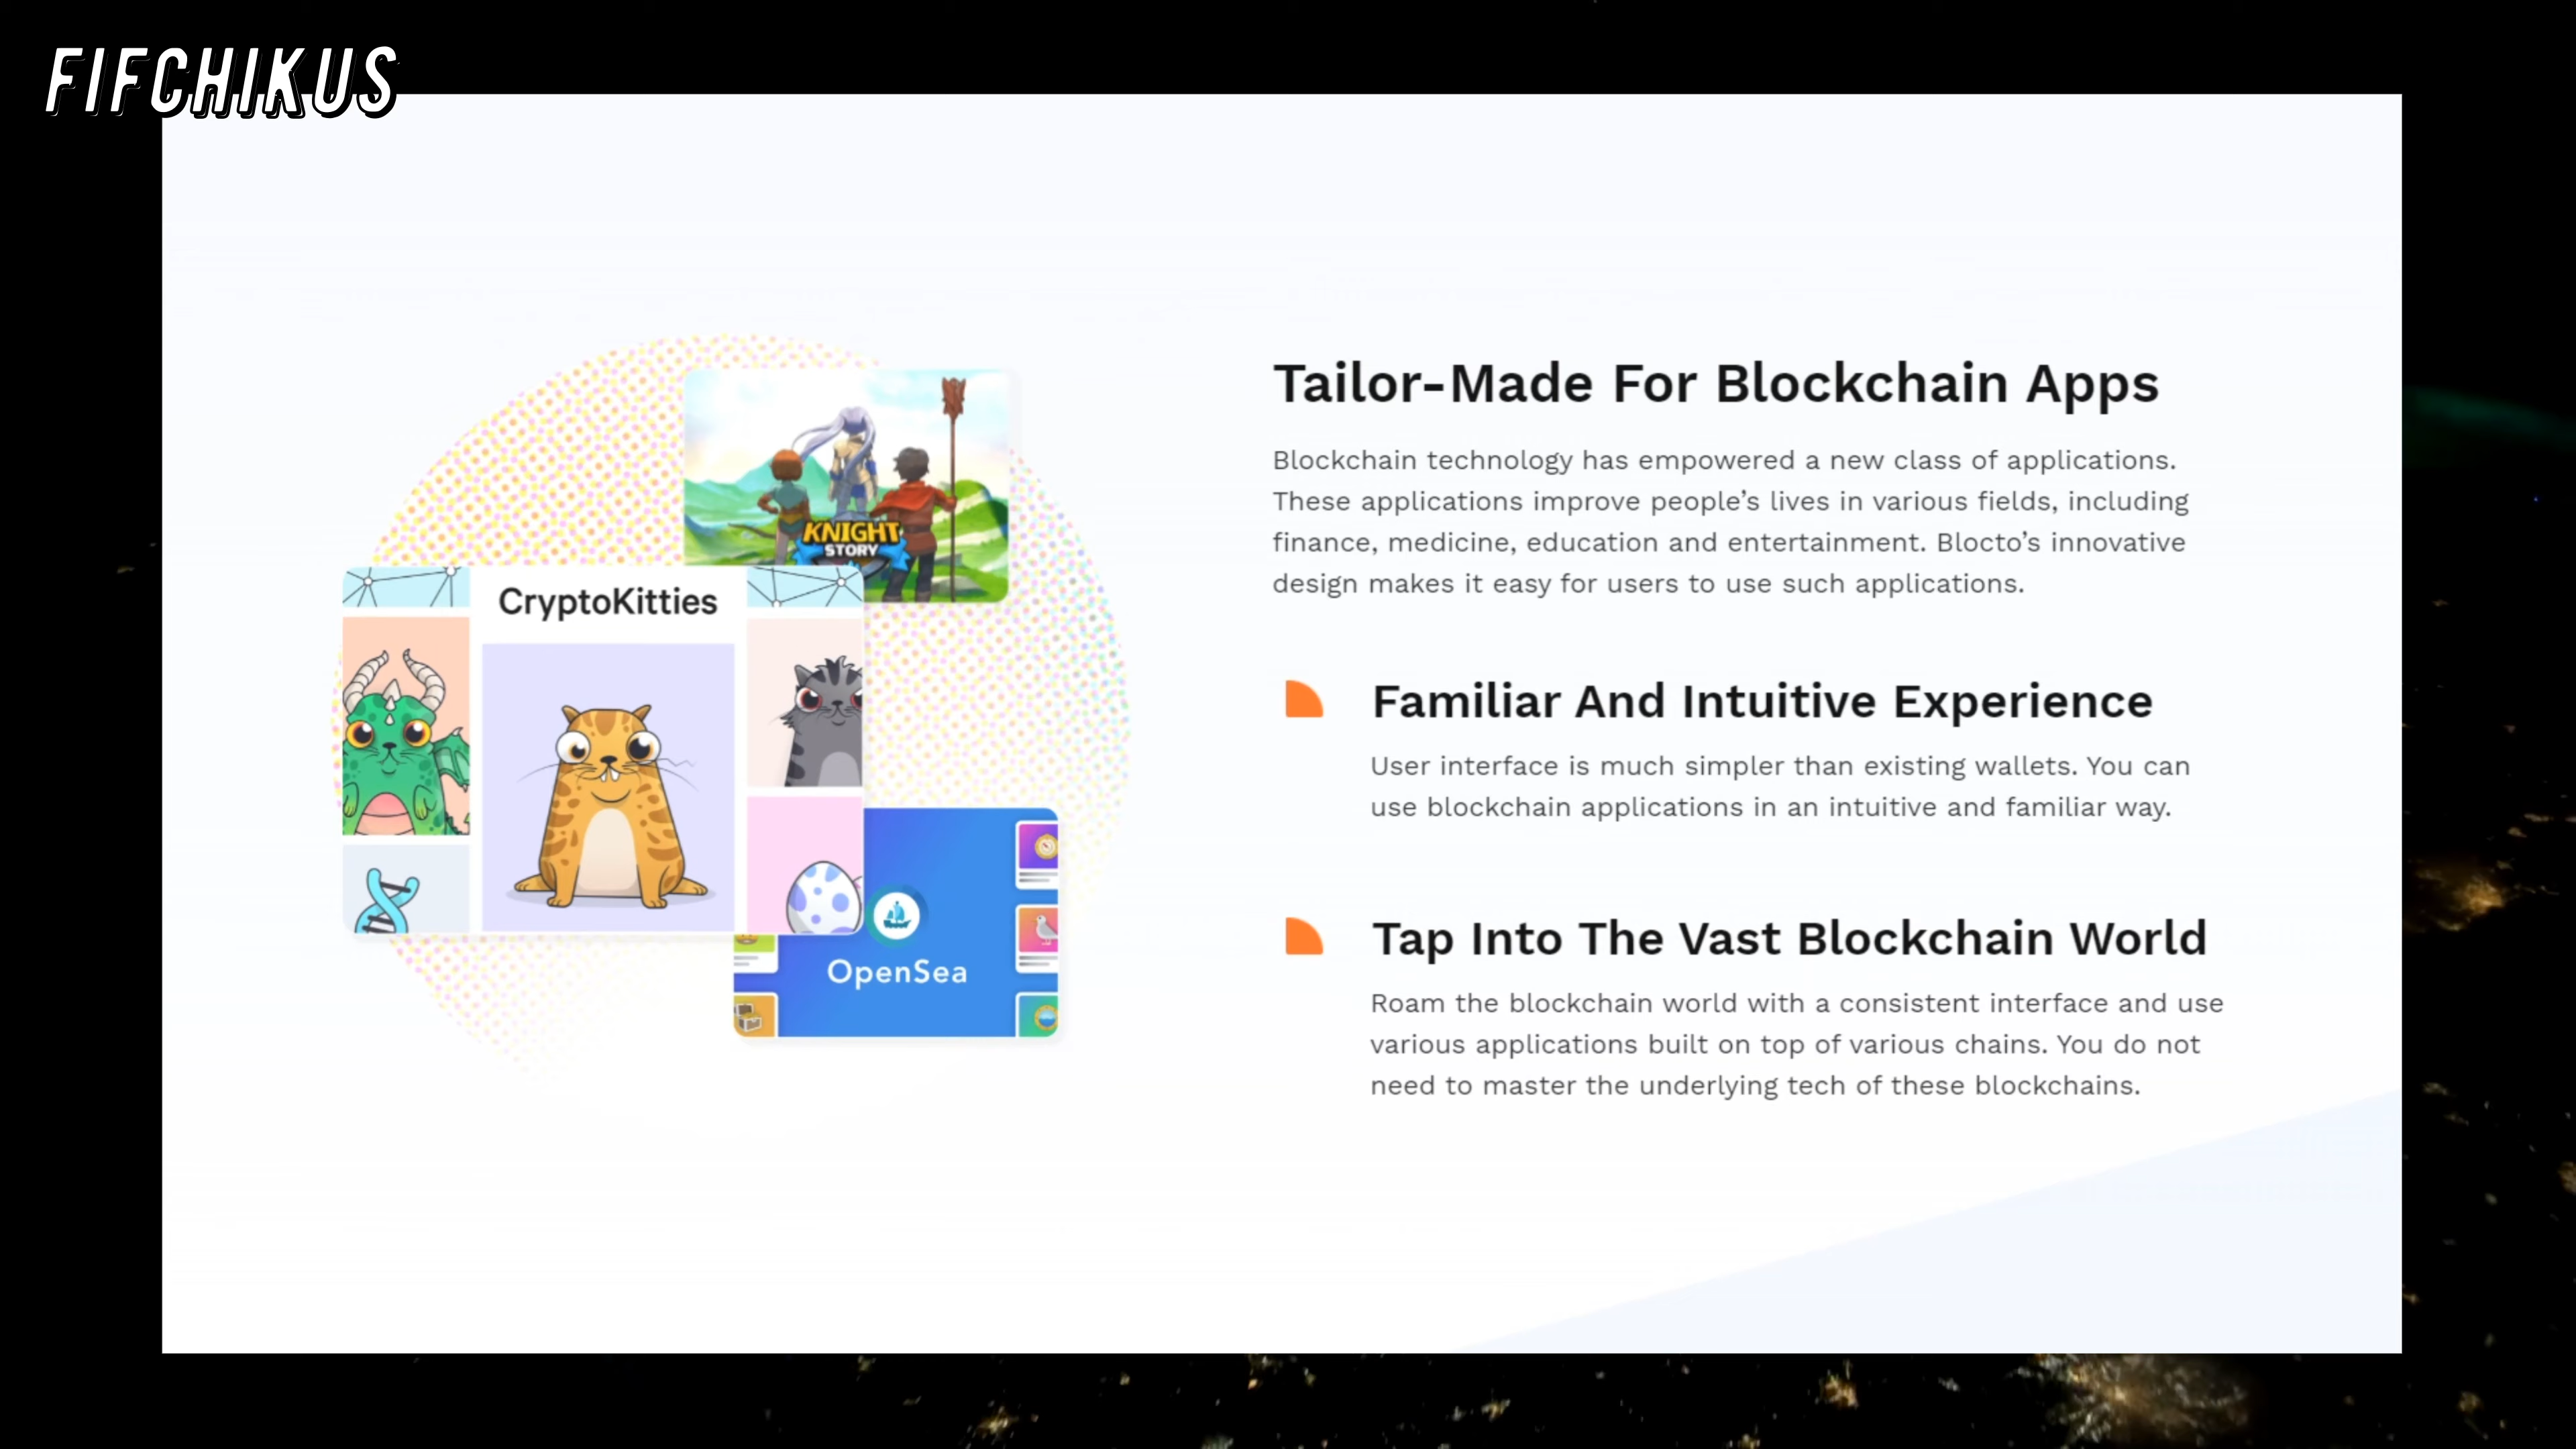 FIFCHIKUS
KNIGHT
STORY
CryptoKitties
OpenSea
Tailor-Made For Blockchain Apps
Blockchain technology has empowered a new class of applications.
These applications improve people’s lives in various fields, including
finance, medicine, education and entertainment. Blocto’s innovative
design makes it easy for users to use such applications.
Familiar And Intuitive Experience
User interface is much simpler than existing wallets. You can
use blockchain applications in an intuitive and familiar way.
Tap Into The Vast Blockchain World
Roam the blockchain world with a consistent interface and use
various applications built on top of various chains. You do not
need to master the underlying tech of these blockchains.